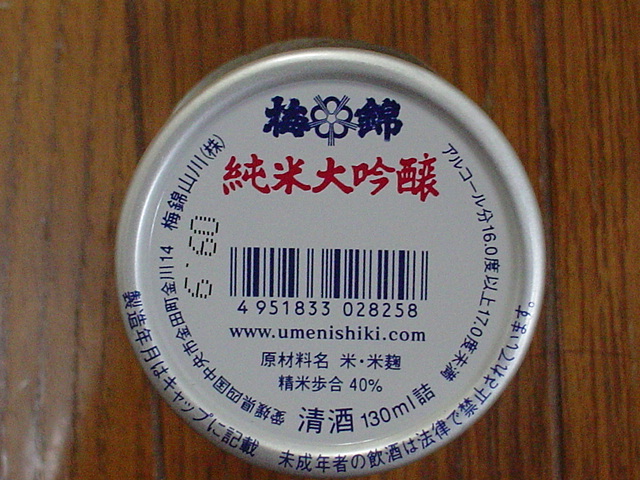 梅錦
純米大吟醸
4 951833 028258
www.umenishiki.com
原材料名 米・米麹
精米歩合 40%
清酒 130ml詰
アルコール分16.0度以上17.0度未満
愛媛県四国中央市金田町金川14 梅錦山川(株)
09.9
製造年月はキャップに記載
未成年者の飲酒は法律で禁止されています。